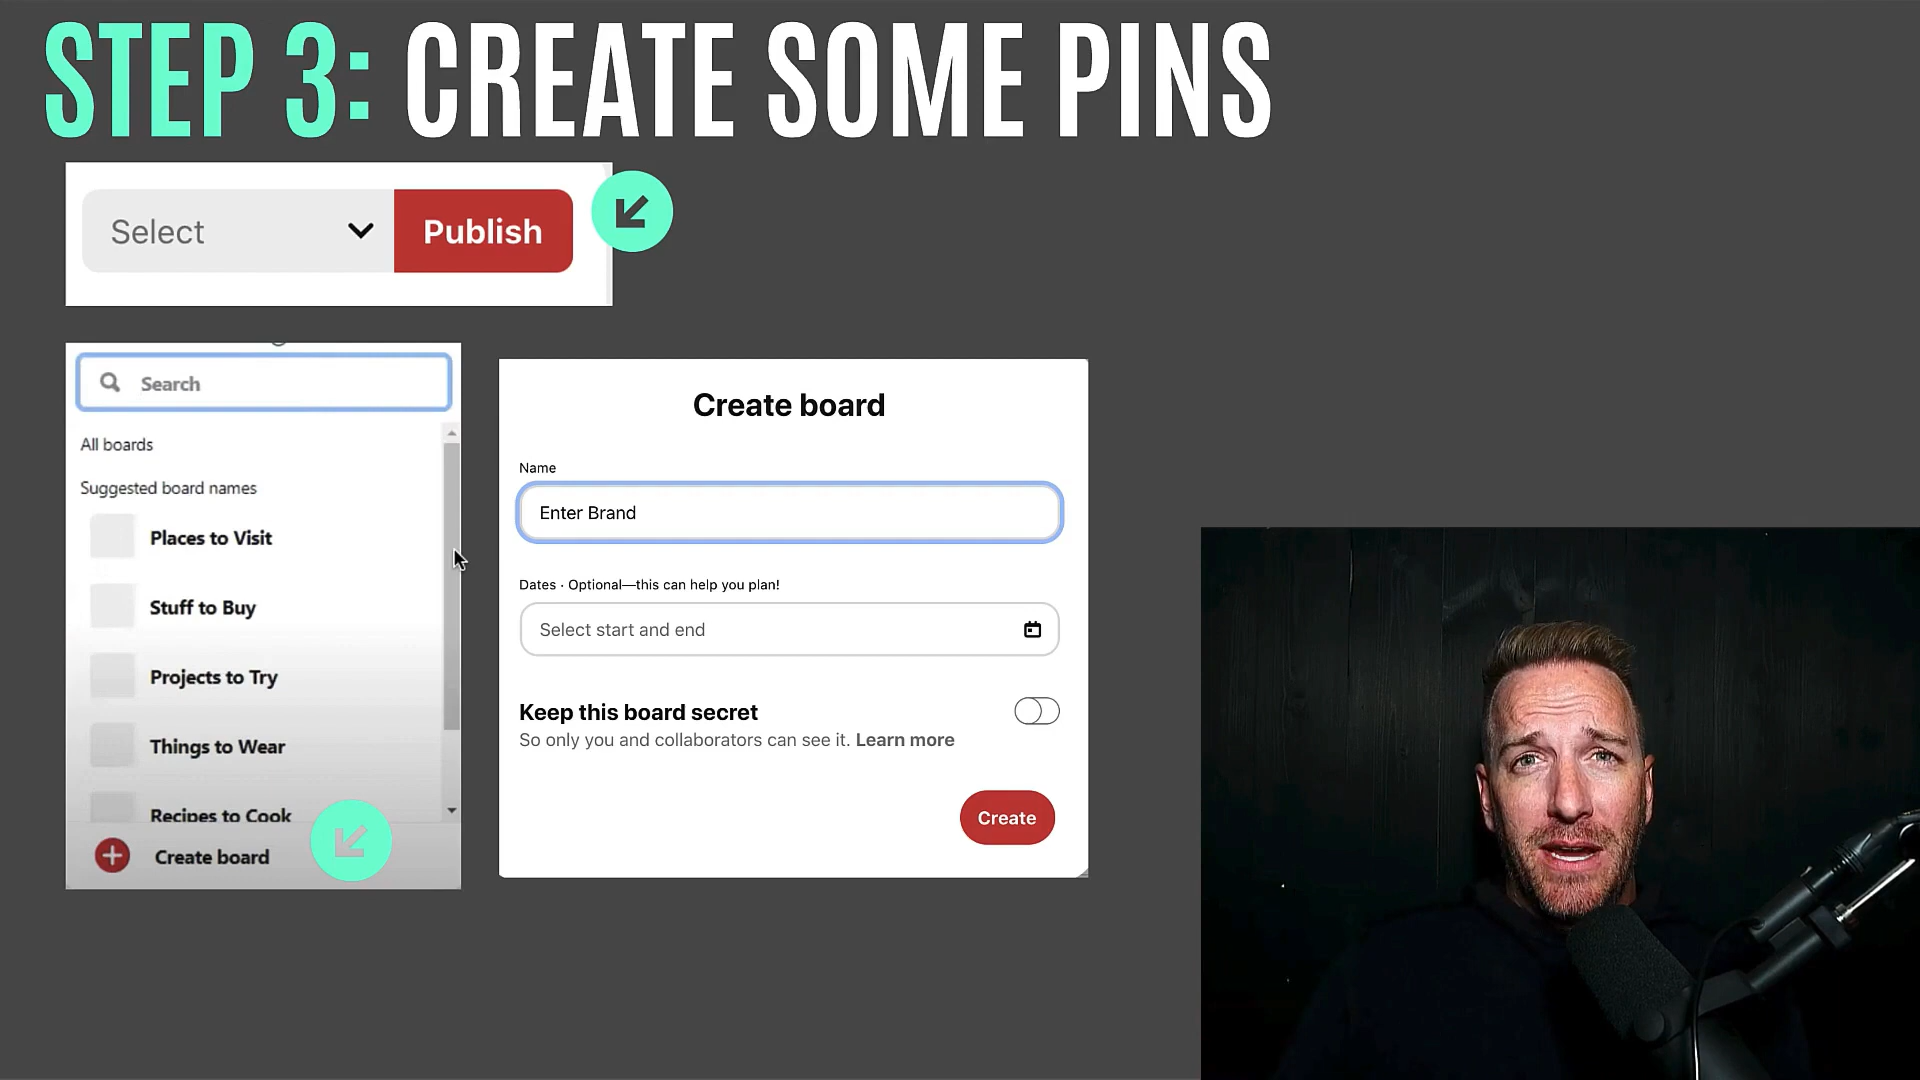 STEP 3: CREATE SOME PINS
Select
Publish
Search
All boards
Suggested board names
Places to Visit
Stuff to Buy
Projects to Try
Things to Wear
Recipes to Cook
Create board
Create board
Name
Enter Brand
Dates · Optional—this can help you plan!
Select start and end
Keep this board secret
So only you and collaborators can see it. Learn more
Create